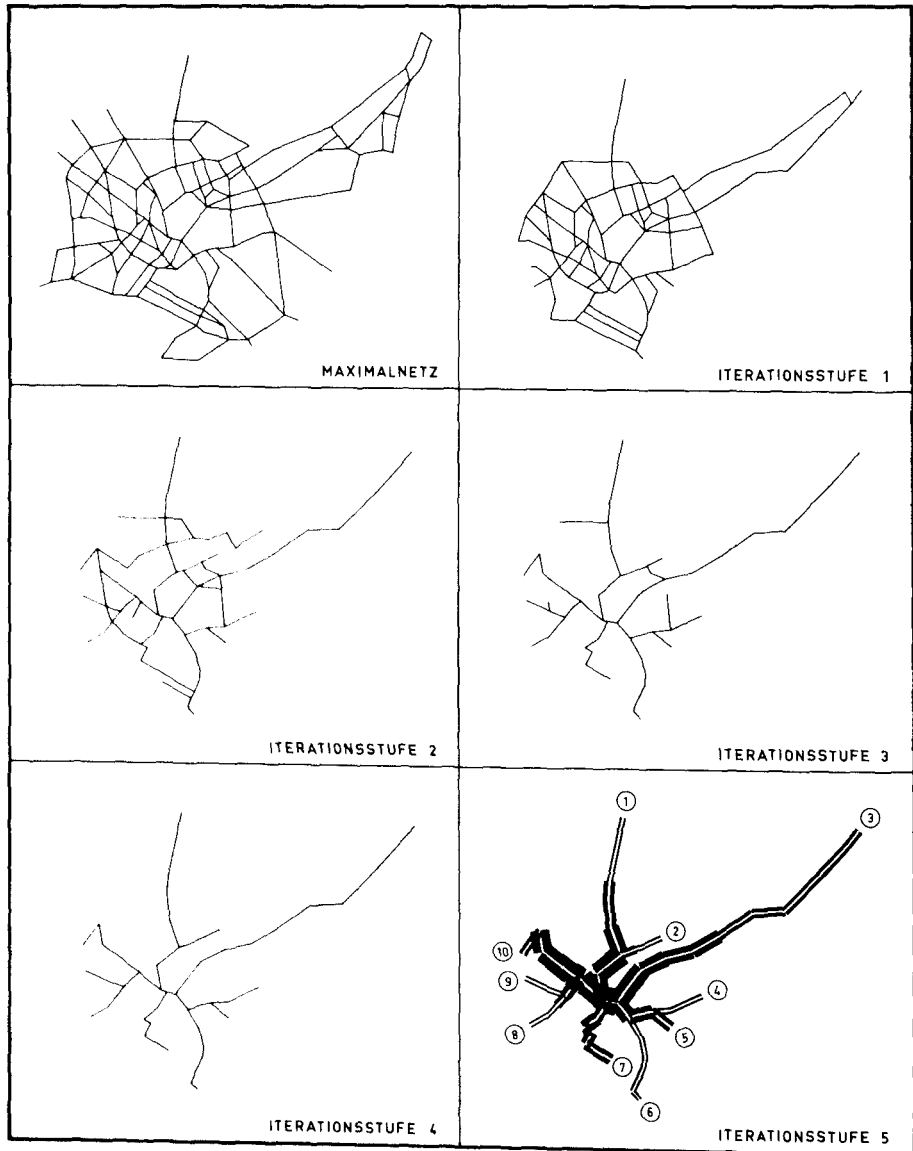 MAXIMALNETZ
ITERATIONSSTUFE 1
ITERATIONSSTUFE 2
ITERATIONSSTUFE 3
ITERATIONSSTUFE 4
1
3
2
10
9
4
8
5
7
6
ITERATIONSSTUFE 5